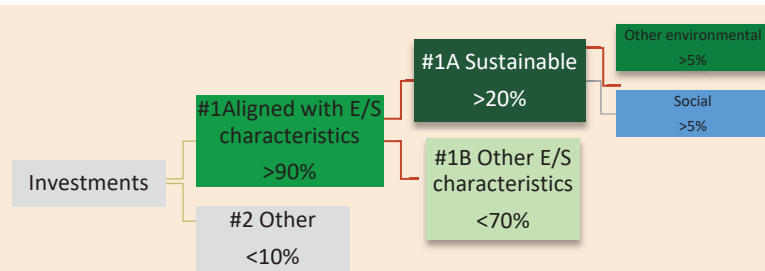 Investments
#1Aligned with E/S
characteristics
>90%
#2 Other
<10%
#1A Sustainable
>20%
#1B Other E/S
characteristics
<70%
Other environmental
>5%
Social
>5%